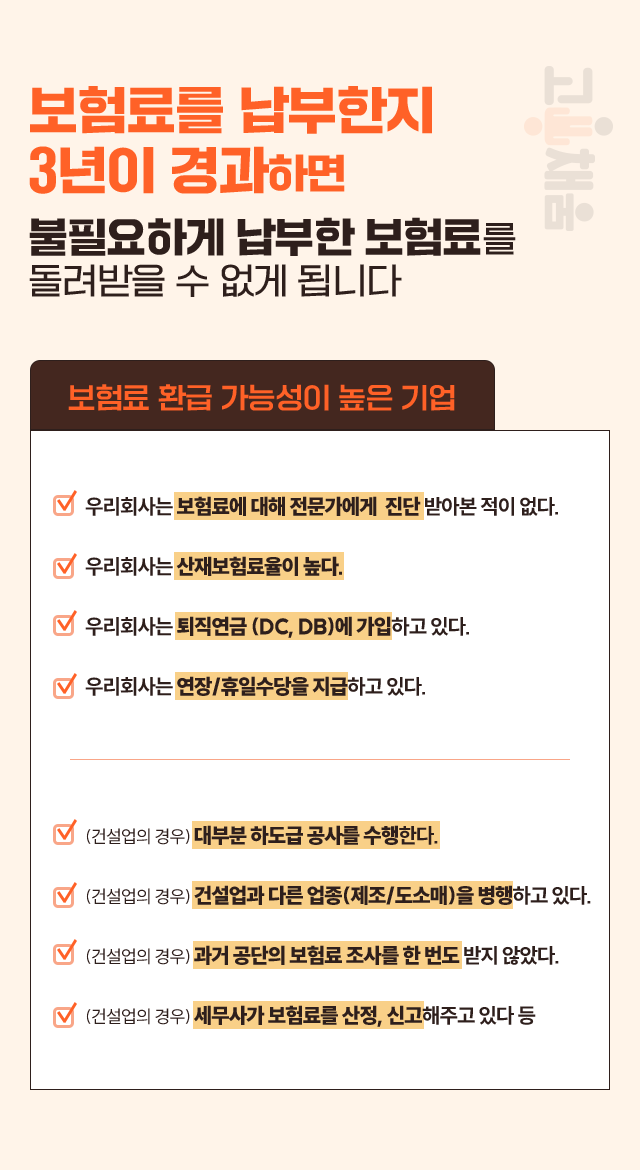 보험료를 납부한지
3년이 경과하면
불필요하게 납부한 보험료를
돌려받을 수 없게 됩니다
고
채움
보험료 환급 가능성이 높은 기업
우리회사는 보험료에 대해 전문가에게 진단 받아본 적이 없다.
우리회사는 산재보험료율이 높다.
우리회사는 퇴직연금 (DC, DB)에 가입하고 있다.
우리회사는 연장/휴일수당을 지급하고 있다.
(건설업의 경우) 대부분 하도급 공사를 수행한다.
(건설업의 경우) 건설업과 다른 업종(제조/도소매)을 병행하고 있다.
(건설업의 경우) 과거 공단의 보험료 조사를 한 번도 받지 않았다.
(건설업의 경우) 세무사가 보험료를 산정, 신고해주고 있다 등